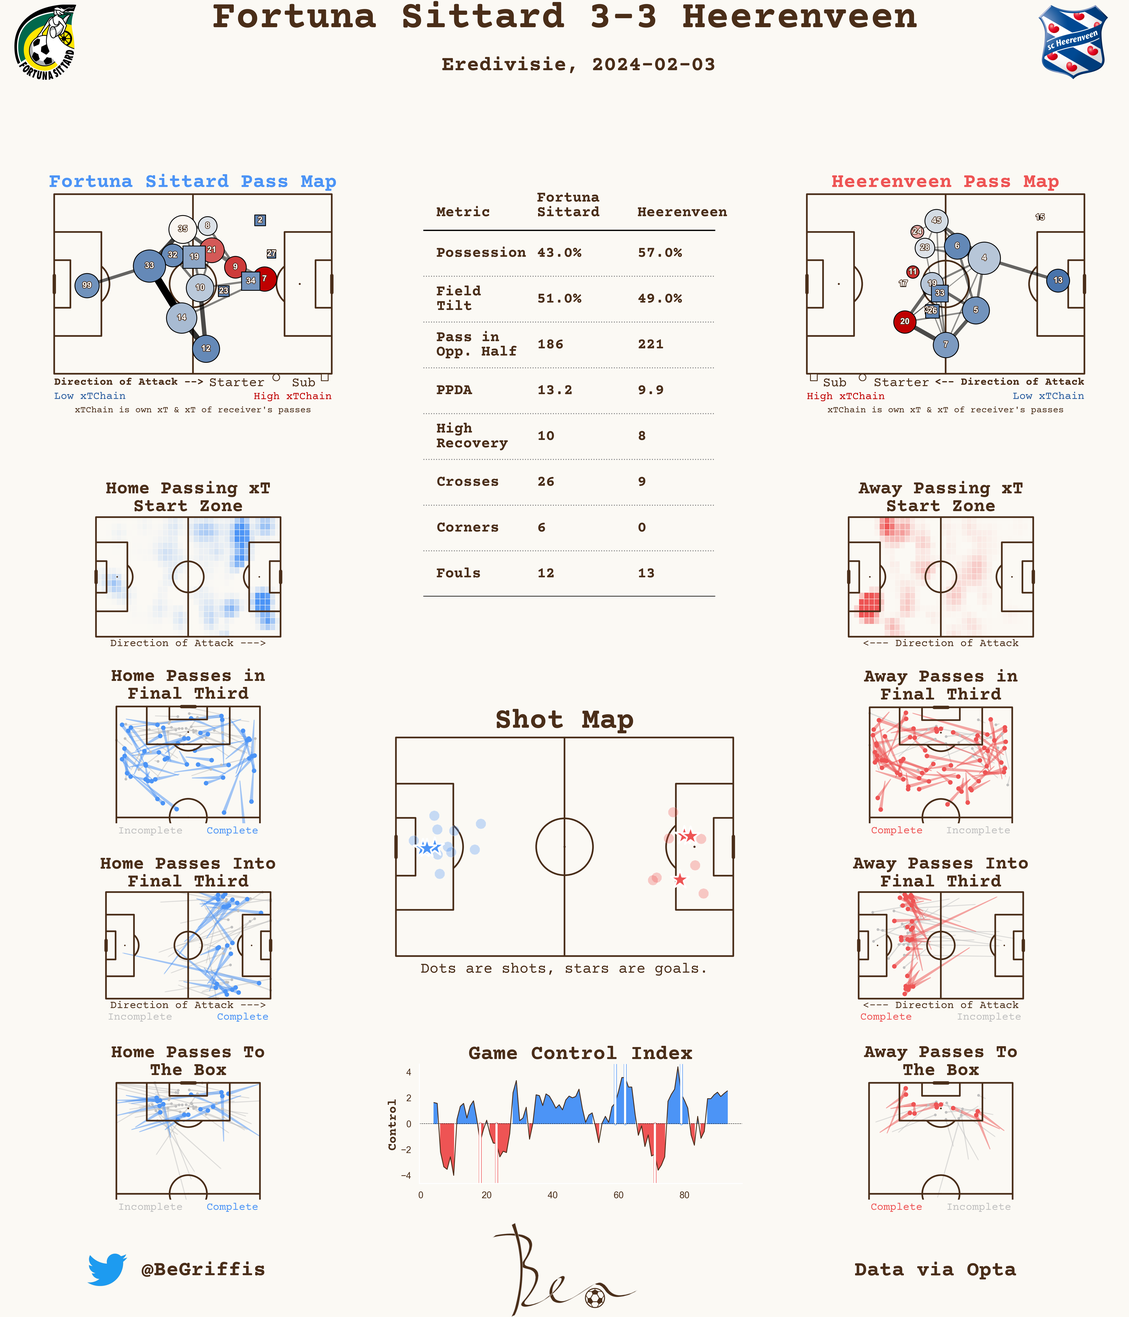 Fortuna Sittard 3-3 Heerenveen
Eredivisie, 2024-02-03
FORTUNA SITTARD
sc Heerenveen
Fortuna Sittard Pass Map
35
8
2
32
19
21
27
33
9
34
7
99
10
23
14
12
Direction of Attack --> Starter Sub
Low xTChain High xTChain
xTChain is own xT & xT of receiver's passes
Metric Fortuna Sittard Heerenveen
Possession 43.0% 57.0%
Field Tilt 51.0% 49.0%
Pass in Opp. Half 186 221
PPDA 13.2 9.9
High Recovery 10 8
Crosses 26 9
Corners 6 0
Fouls 12 13
Heerenveen Pass Map
15
45
24
28
6
4
11
17
19
13
33
26
5
20
7
Sub Starter <-- Direction of Attack
High xTChain Low xTChain
xTChain is own xT & xT of receiver's passes
Home Passing xT
Start Zone
Direction of Attack --->
Away Passing xT
Start Zone
<--- Direction of Attack
Home Passes in
Final Third
Incomplete Complete
Away Passes in
Final Third
Complete Incomplete
Shot Map
Dots are shots, stars are goals.
Home Passes Into
Final Third
Direction of Attack --->
Incomplete Complete
Away Passes Into
Final Third
<--- Direction of Attack
Complete Incomplete
Home Passes To
The Box
Incomplete Complete
Game Control Index
Control
4
2
0
−2
−4
0 20 40 60 80
Away Passes To
The Box
Complete Incomplete
@BeGriffis
Ben
Data via Opta